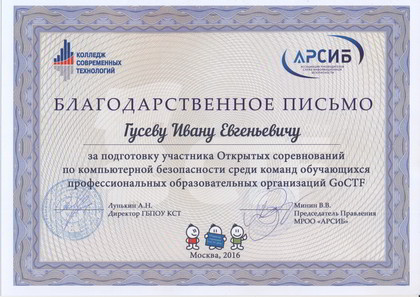 КОЛЛЕДЖ
СОВРЕМЕННЫХ
ТЕХНОЛОГИЙ
АРСИБ
БЛАГОДАРСТВЕННОЕ ПИСЬМО
Гусеву Ивану Евгеньевичу
за подготовку участника Открытых соревнований
по компьютерной безопасности среди команд обучающихся
профессиональных образовательных организаций GoCTF
Лунькин А.Н.
Директор ГБПОУ КСТ
Минин В.В.
Председатель Правления
МРОО «АРСИБ»
Москва, 2016